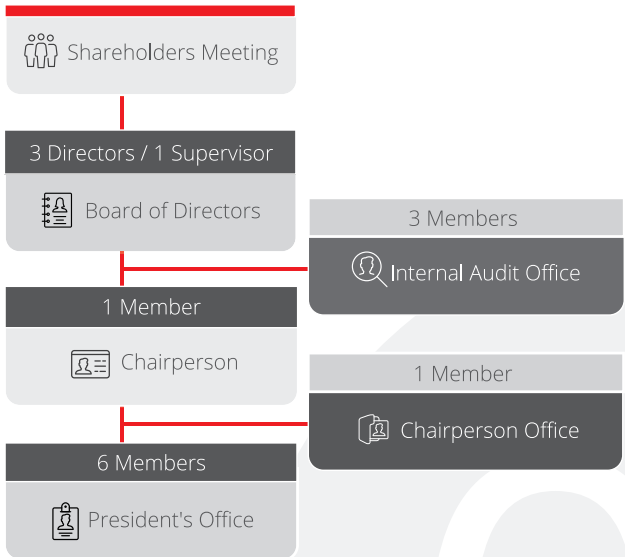 Shareholders Meeting
3 Directors / 1 Supervisor
Board of Directors
3 Members
Internal Audit Office
1 Member
Chairperson
1 Member
Chairperson Office
6 Members
President's Office